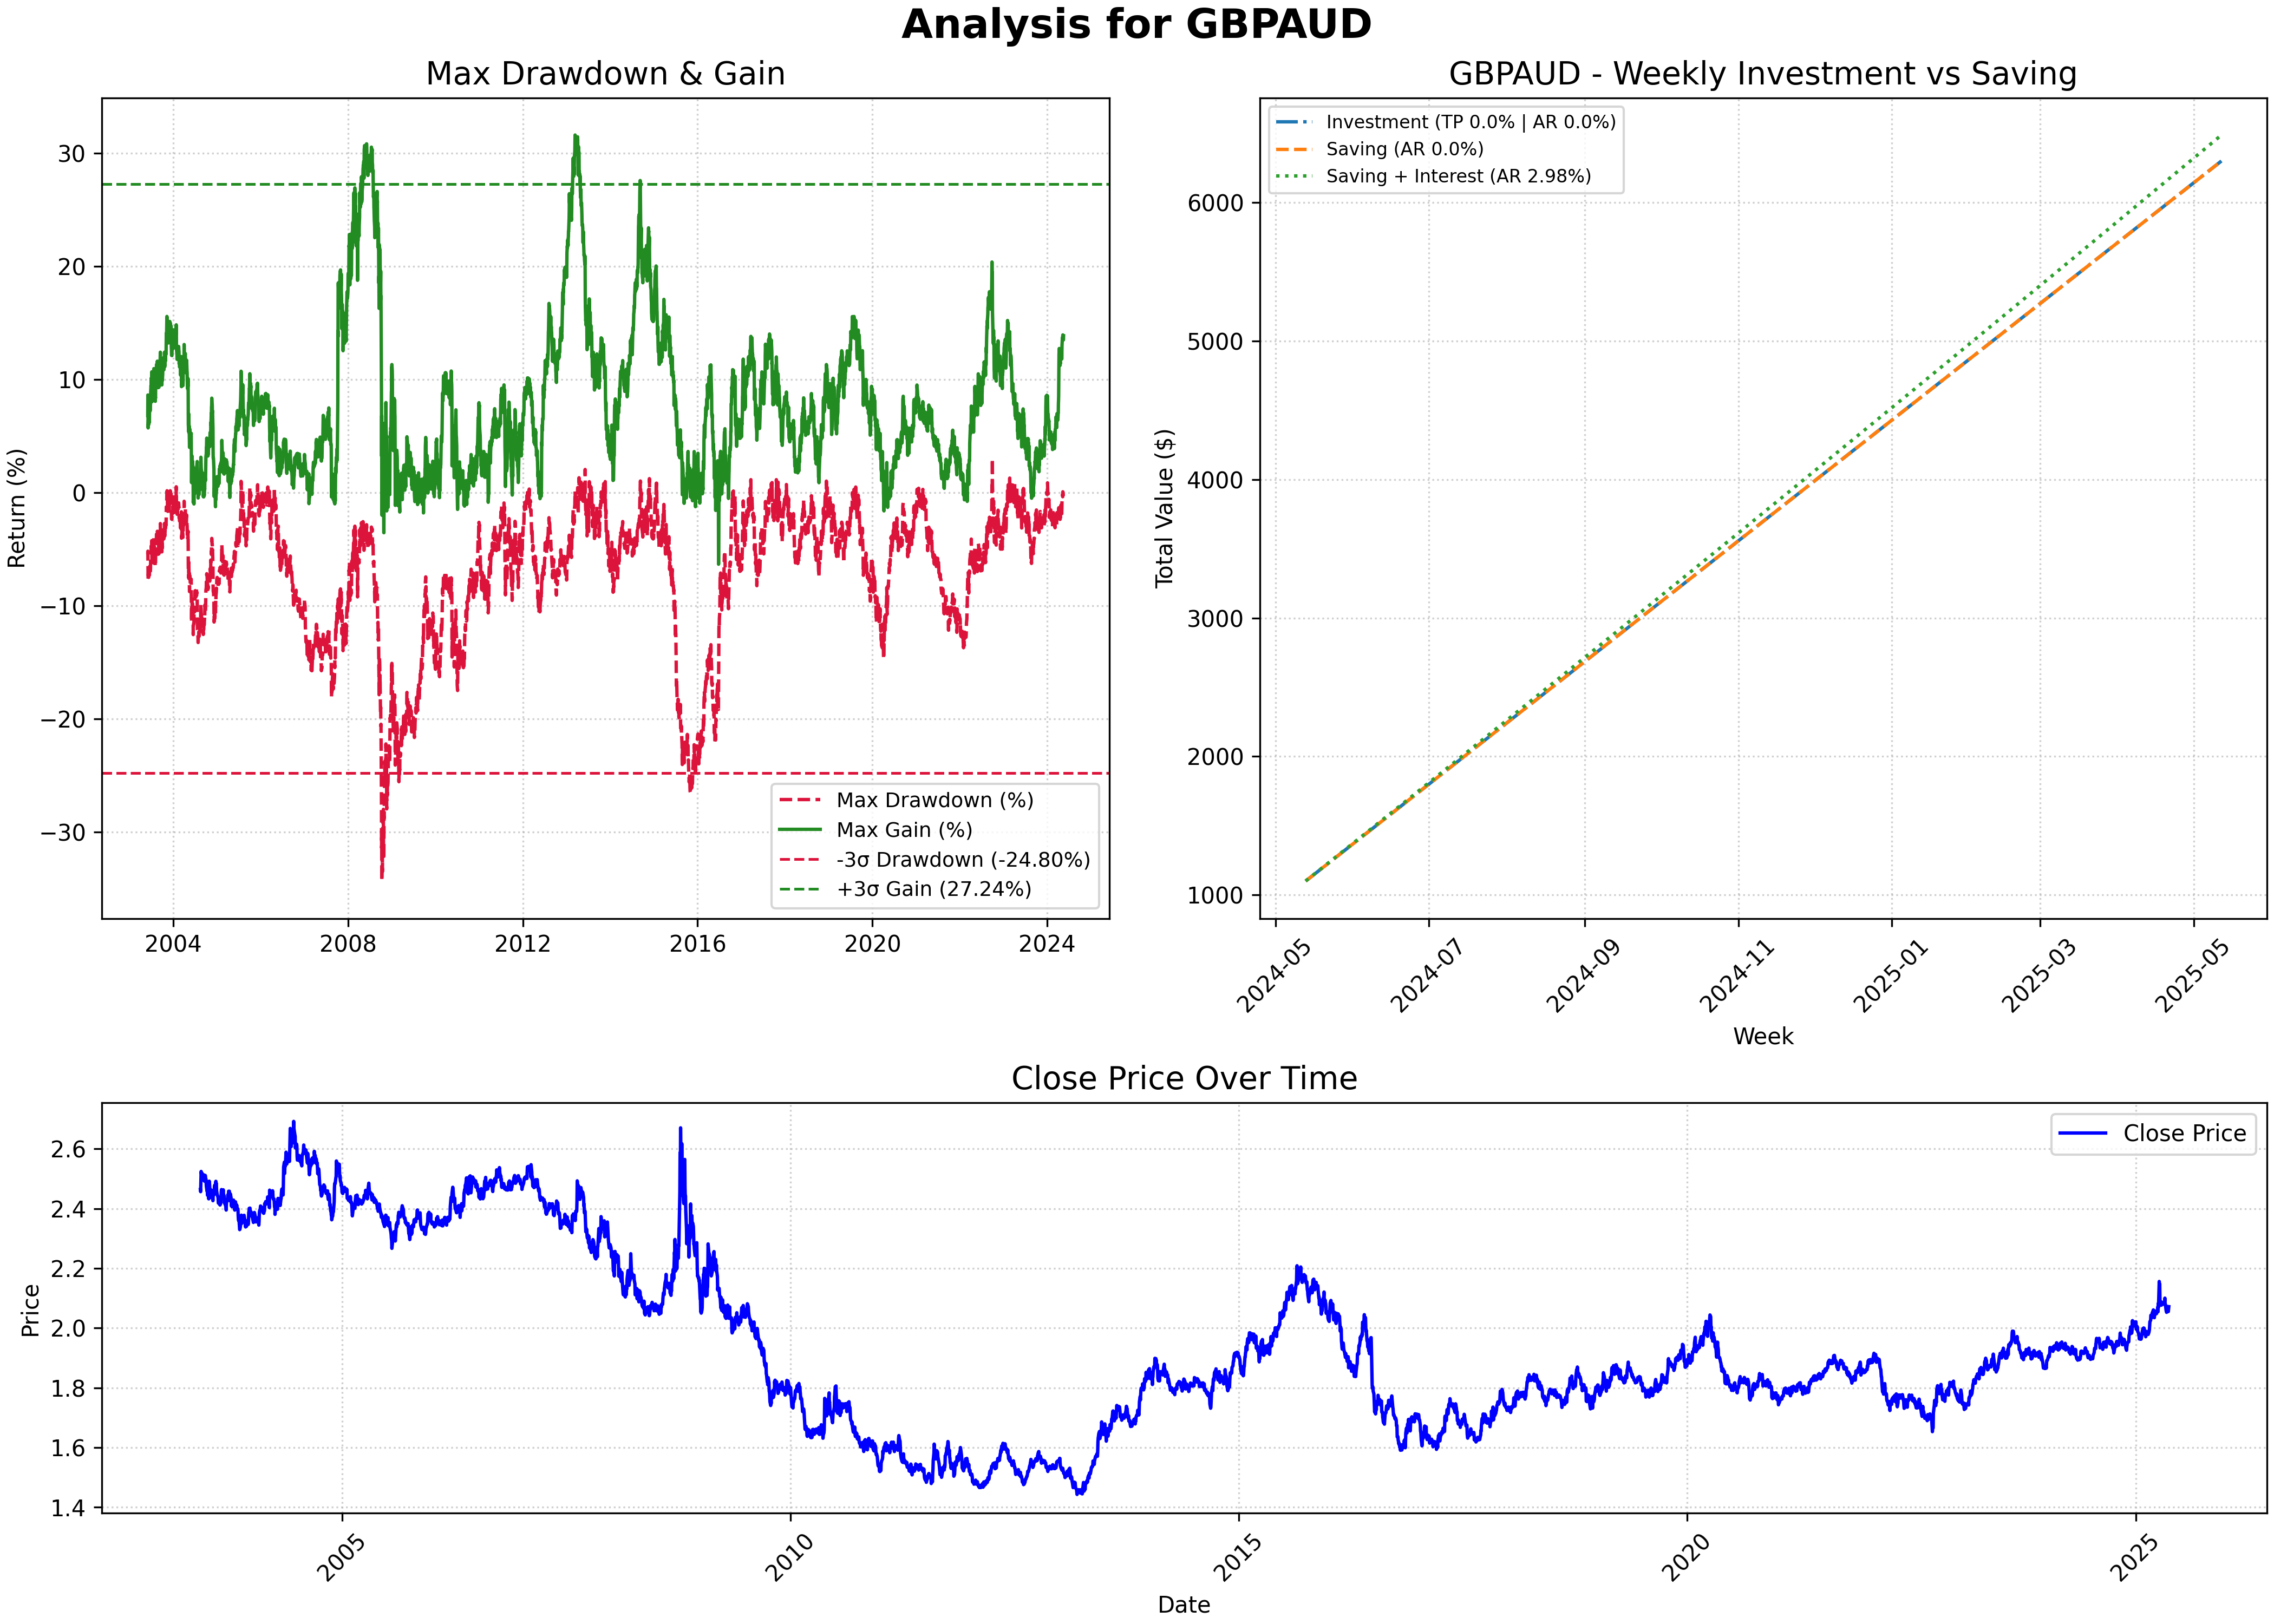 Analysis for GBPAUD
Max Drawdown & Gain
Return (%)
30
20
10
0
−10
−20
−30
2004
2008
2012
2016
2020
2024
Max Drawdown (%)
Max Gain (%)
-3σ Drawdown (-24.80%)
+3σ Gain (27.24%)
GBPAUD - Weekly Investment vs Saving
Total Value ($)
6000
5000
4000
3000
2000
1000
Investment (TP 0.0% | AR 0.0%)
Saving (AR 0.0%)
Saving + Interest (AR 2.98%)
2024-05
2024-07
2024-09
2024-11
2025-01
2025-03
2025-05
Week
Close Price Over Time
Price
2.6
2.4
2.2
2.0
1.8
1.6
1.4
Close Price
2005
2010
2015
2020
2025
Date